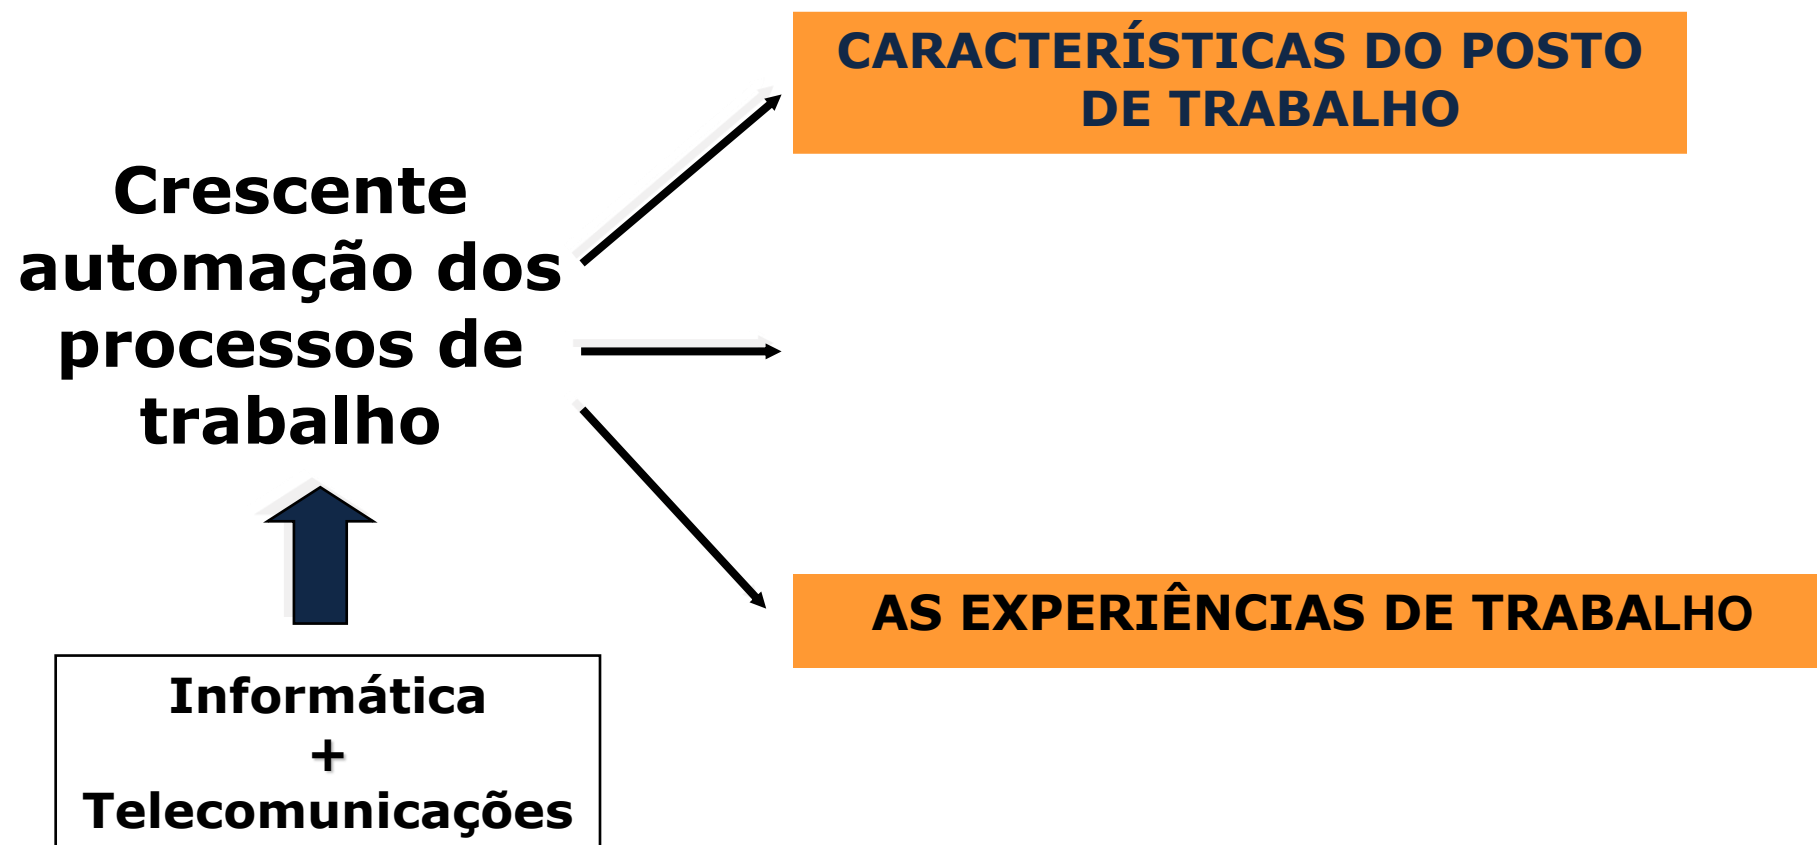 CARACTERÍSTICAS DO POSTO
DE TRABALHO
Crescente
automação dos
processos de
trabalho
AS EXPERIÊNCIAS DE TRABALHO
Informática
+
Telecomunicações